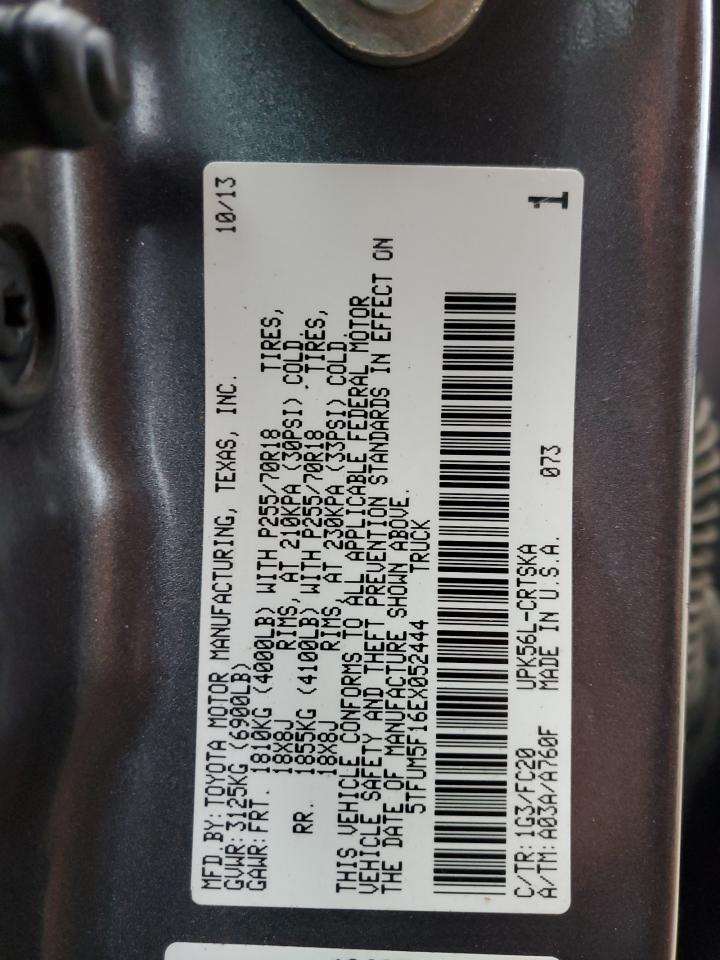 MFD.BY:TOYOTA MOTOR MANUFACTURING, TEXAS, INC. 10/13
GVWR:3125KG (6900LB)
GAWR:FRT. 1810KG (4000LB) WITH P255/70R18 TIRES,
18X8J RIMS, AT 210KPA (30PSI) COLD.
RR. 1855KG (4100LB) WITH P255/70R18 TIRES,
18X8J RIMS, AT 230KPA (33PSI) COLD.
THIS VEHICLE CONFORMS TO ALL APPLICABLE FEDERAL MOTOR
VEHICLE SAFETY AND THEFT PREVENTION STANDARDS IN EFFECT ON
THE DATE OF MANUFACTURE SHOWN ABOVE.
5TFUM5F16EX052444 TRUCK
C/TR:1G3/FC20 UPK56L-CRTSKA
A/TM:A03A/A760F MADE IN U.S.A. 073
1